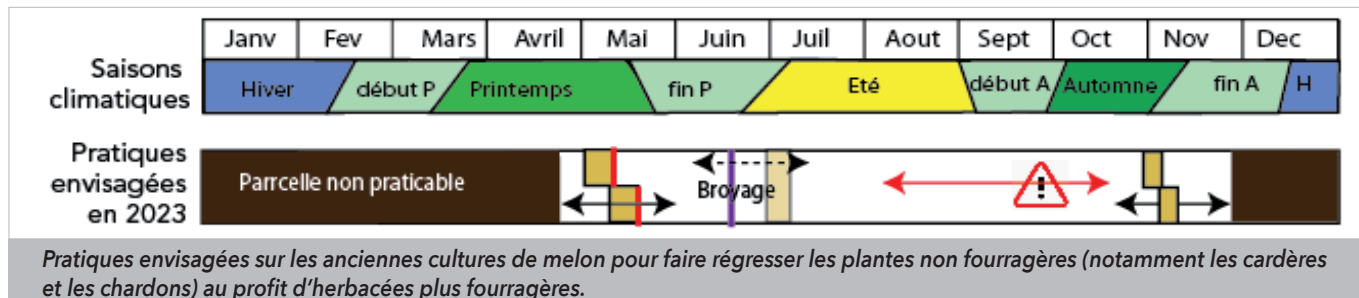 Janv Fev Mars Avril Mai Juin Juil Aout Sept Oct Nov Dec
Saisons
climatiques
Hiver début P Printemps fin P Eté début A Automne fin A H
Pratiques
envisagées
en 2023
Parrcelle non praticable
Broyage
!
Pratiques envisagées sur les anciennes cultures de melon pour faire régresser les plantes non fourragères (notamment les cardères
et les chardons) au profit d’herbacées plus fourragères.